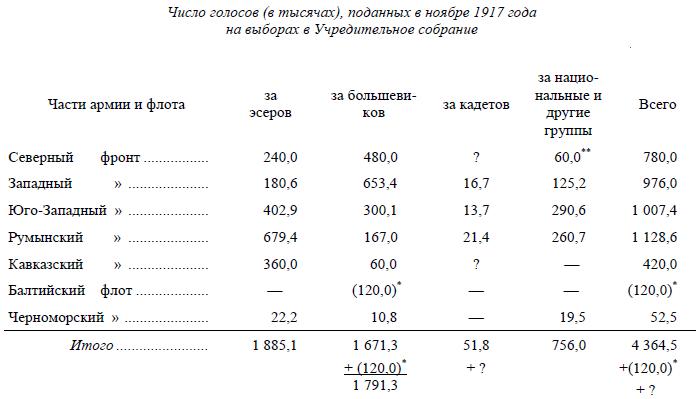 Число голосов (в тысячах), поданных в ноябре 1917 года
на выборах в Учредительное собрание
Части армии и флота за эсеров за большеви- ков за кадетов за нацио- нальные и другие группы Всего
Северный фронт .................. 240,0 480,0 ? 60,0** 780,0
Западный » .................. 180,6 653,4 16,7 125,2 976,0
Юго-Западный » .................. 402,9 300,1 13,7 290,6 1 007,4
Румынский » .................. 679,4 167,0 21,4 260,7 1 128,6
Кавказский » .................. 360,0 60,0 ? — 420,0
Балтийский флот ..................... — (120,0)* — — (120,0)*
Черноморский » ........................ 22,2 10,8 — 19,5 52,5
Итого ......................... 1 885,1 1 671,3 51,8 756,0 4 364,5
+ (120,0)* + ? +(120,0)*
1 791,3 + ?